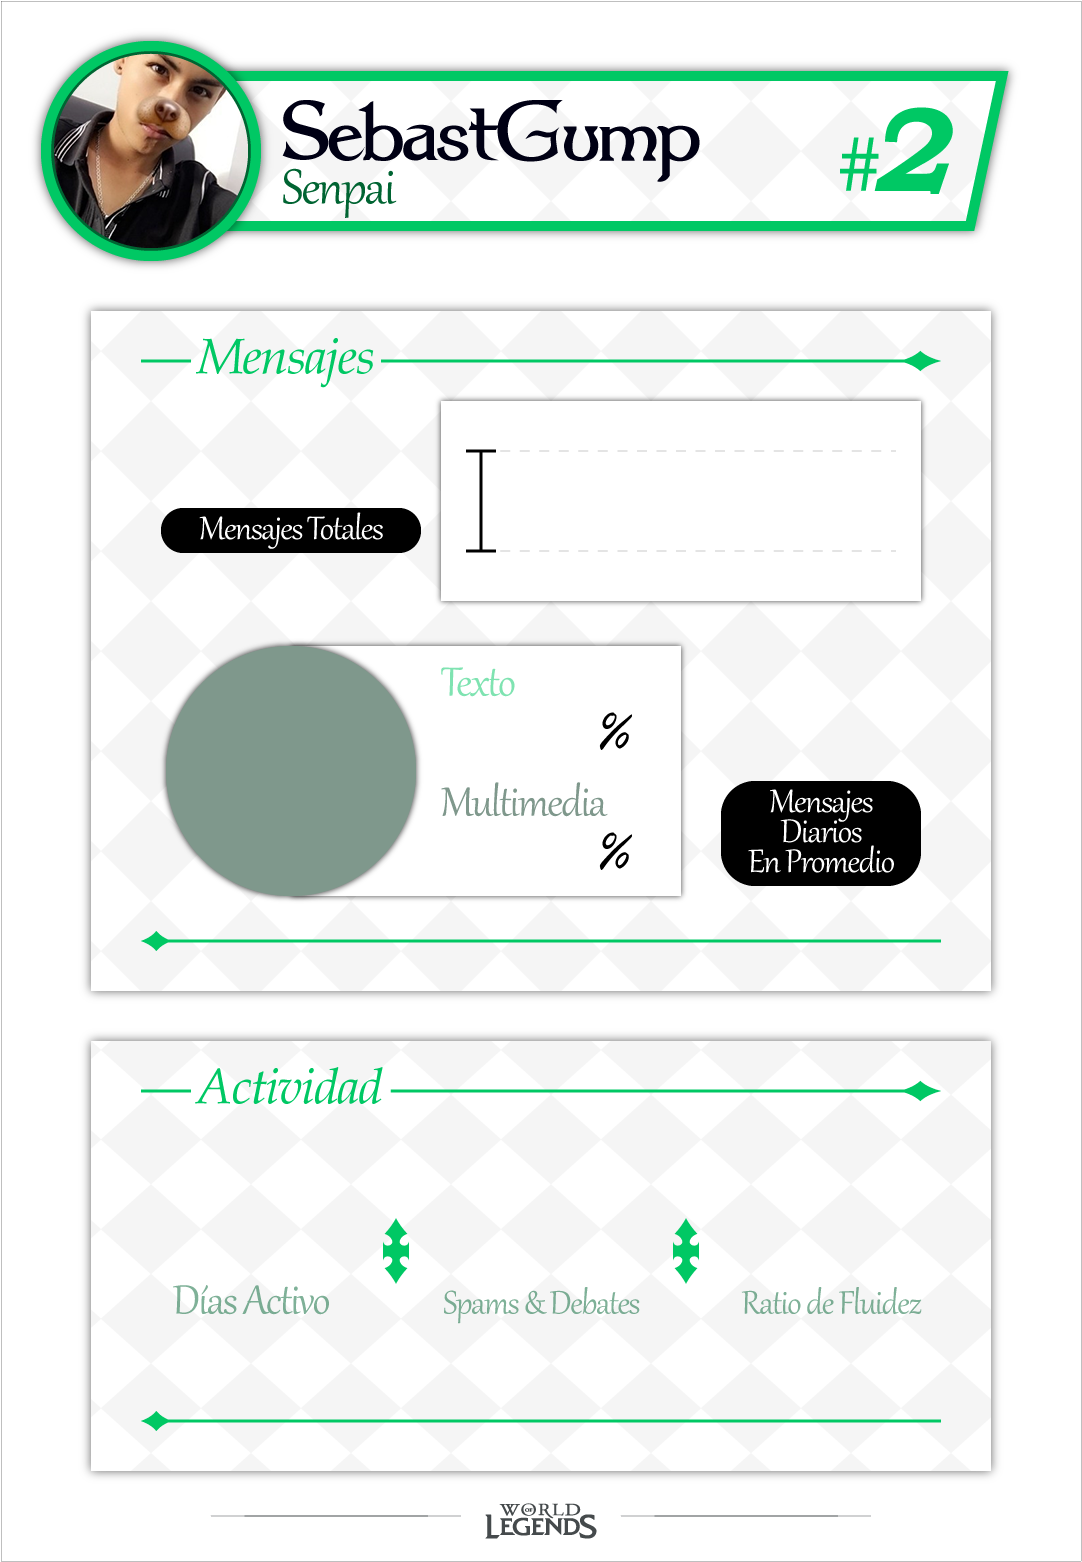 SebastGump
Senpai
#2
Mensajes
Mensajes Totales
Texto
%
Multimedia
%
Mensajes
Diarios
En Promedio
Actividad
Días Activo
Spams & Debates
Ratio de Fluidez
WORLD
OF
LEGENDS